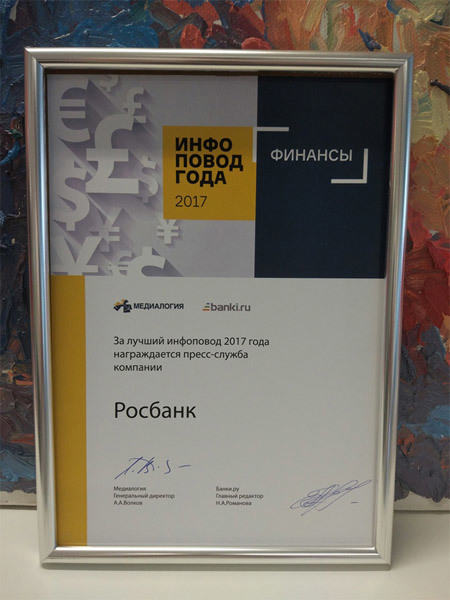 ИНФО
ПОВОД
ГОДА
2017
ФИНАНСЫ
МЕДИАЛОГИЯ
banki.ru
За лучший инфоповод 2017 года
награждается пресс-служба
компании
Росбанк
Медиалогия
Генеральный директор
А.А.Волков
Банки.ру
Главный редактор
Н.А.Романова